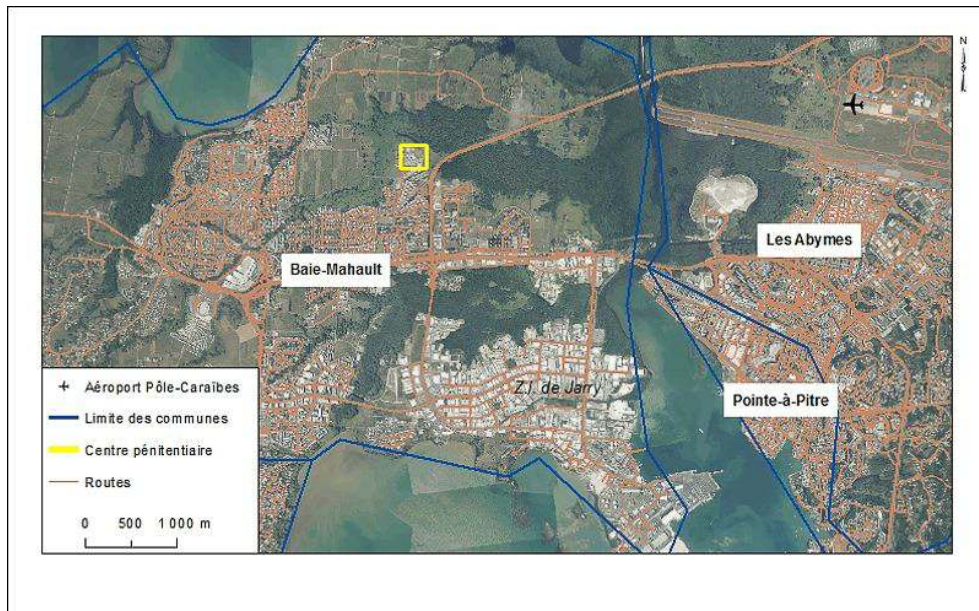 N
Les Abymes
Baie-Mahault
Z.I. de Jarry
Pointe-à-Pitre
Aéroport Pôle-Caraïbes
Limite des communes
Centre pénitentiaire
Routes
0 500 1 000 m